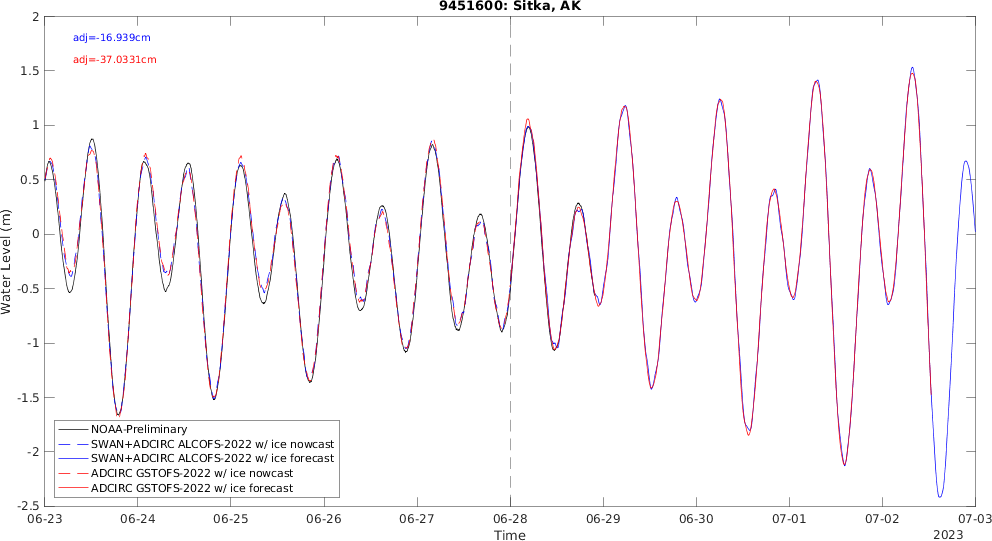 9451600: Sitka, AK
adj=-16.939cm
adj=-37.0331cm
Water Level (m)
2
1.5
1
0.5
0
-0.5
-1
-1.5
-2
-2.5
NOAA-Preliminary
SWAN+ADCIRC ALCOFS-2022 w/ ice nowcast
SWAN+ADCIRC ALCOFS-2022 w/ ice forecast
ADCIRC GSTOFS-2022 w/ ice nowcast
ADCIRC GSTOFS-2022 w/ ice forecast
06-23 06-24 06-25 06-26 06-27 06-28 06-29 06-30 07-01 07-02 07-03
Time
2023